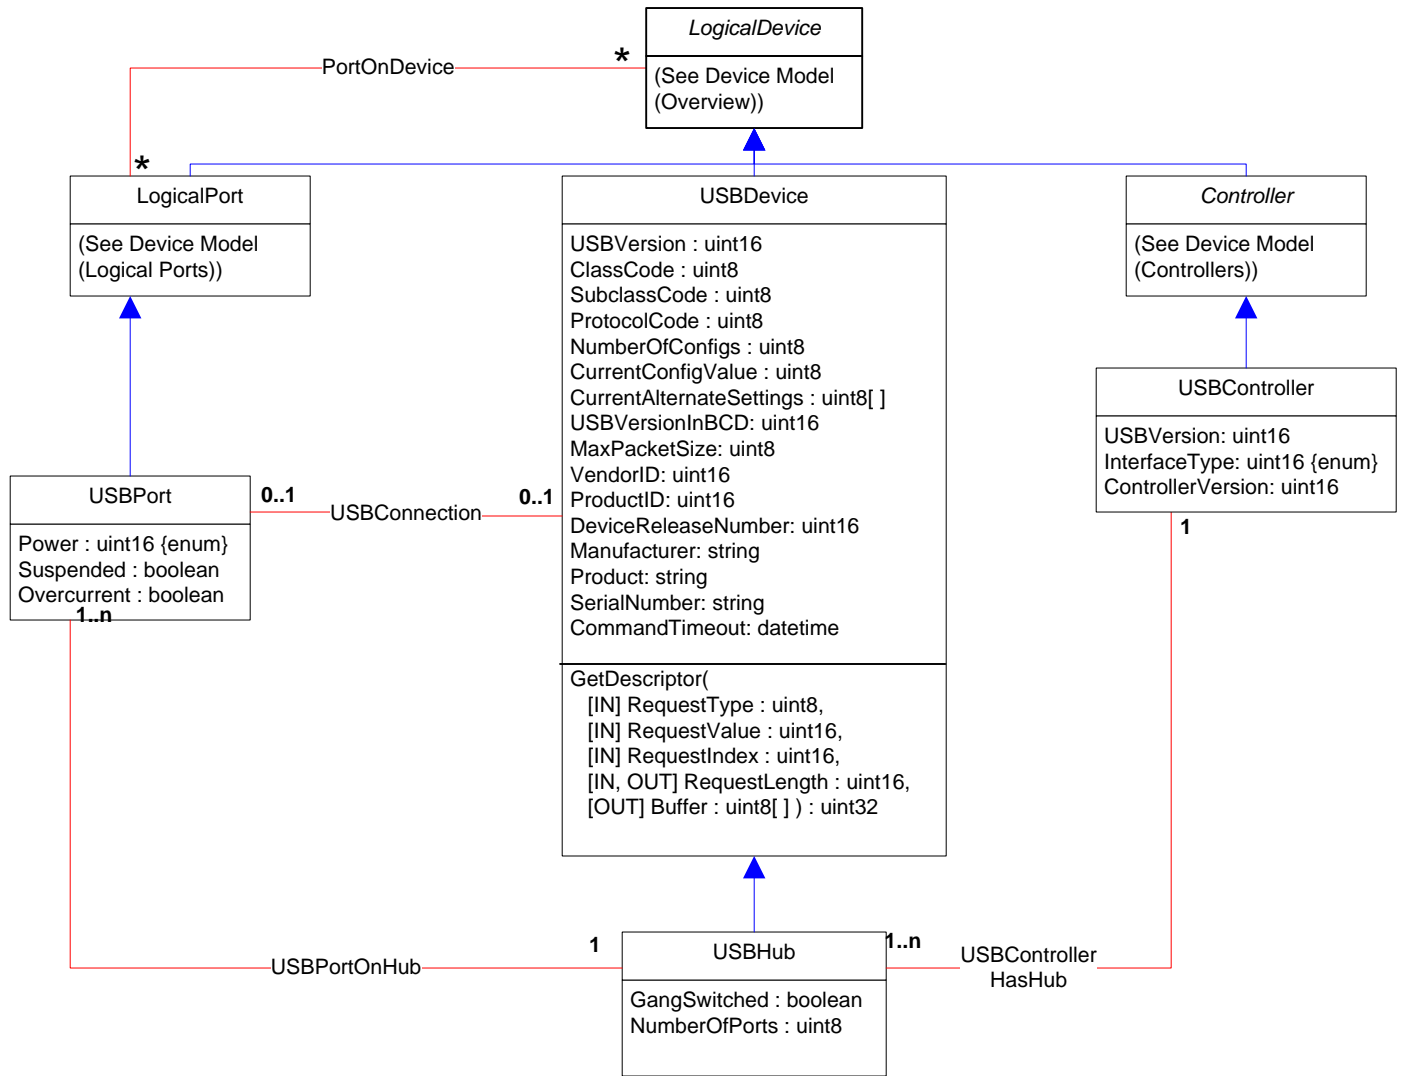 LogicalDevice
(See Device Model
(Overview))
PortOnDevice
*
*
LogicalPort
(See Device Model
(Logical Ports))
USBDevice
USBVersion : uint16
ClassCode : uint8
SubclassCode : uint8
ProtocolCode : uint8
NumberOfConfigs : uint8
CurrentConfigValue : uint8
CurrentAlternateSettings : uint8[ ]
USBVersionInBCD: uint16
MaxPacketSize: uint8
VendorID: uint16
ProductID: uint16
DeviceReleaseNumber: uint16
Manufacturer: string
Product: string
SerialNumber: string
CommandTimeout: datetime
GetDescriptor(
[IN] RequestType : uint8,
[IN] RequestValue : uint16,
[IN] RequestIndex : uint16,
[IN, OUT] RequestLength : uint16,
[OUT] Buffer : uint8[ ] ) : uint32
Controller
(See Device Model
(Controllers))
USBController
USBVersion: uint16
InterfaceType: uint16 {enum}
ControllerVersion: uint16
1
USBPort
Power : uint16 {enum}
Suspended : boolean
Overcurrent : boolean
1..n
0..1
USBConnection
0..1
USBPortOnHub
1
USBHub
GangSwitched : boolean
NumberOfPorts : uint8
1..n
USBController
HasHub